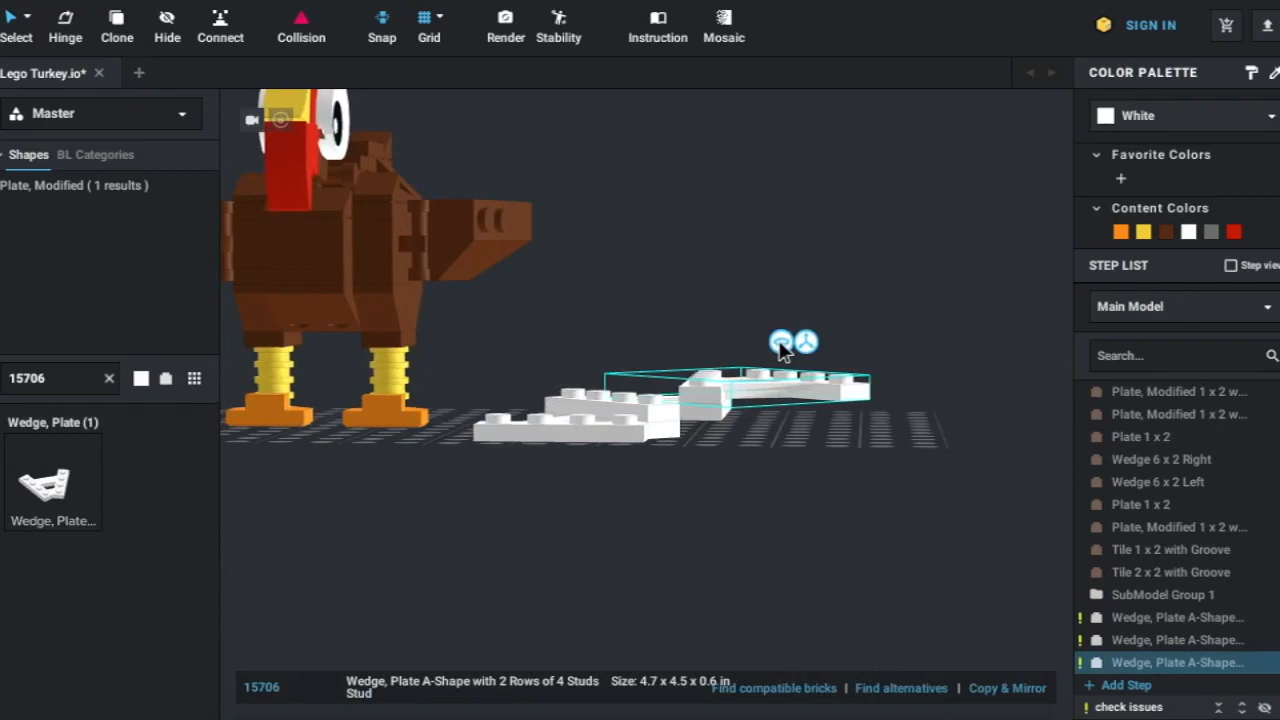 Select
Hinge
Clone
Hide
Connect
Collision
Snap
Grid
Render
Stability
Instruction
Mosaic
SIGN IN
Lego Turkey.io*
COLOR PALETTE
Master
White
Shapes
BL Categories
Favorite Colors
Plate, Modified ( 1 results )
Content Colors
STEP LIST
Step view
Main Model
Search...
15706
Plate, Modified 1 x 2 w...
Plate, Modified 1 x 2 w...
Plate 1 x 2
Wedge 6 x 2 Right
Wedge 6 x 2 Left
Plate 1 x 2
Plate, Modified 1 x 2 w...
Tile 1 x 2 with Groove
Tile 2 x 2 with Groove
SubModel Group 1
Wedge, Plate A-Shape...
Wedge, Plate A-Shape...
Wedge, Plate A-Shape...
Add Step
check issues
Wedge, Plate (1)
Wedge, Plate...
15706
Wedge, Plate A-Shape with 2 Rows of 4 Studs Size: 4.7 x 4.5 x 0.6 in
Stud
Find compatible bricks | Find alternatives | Copy & Mirror